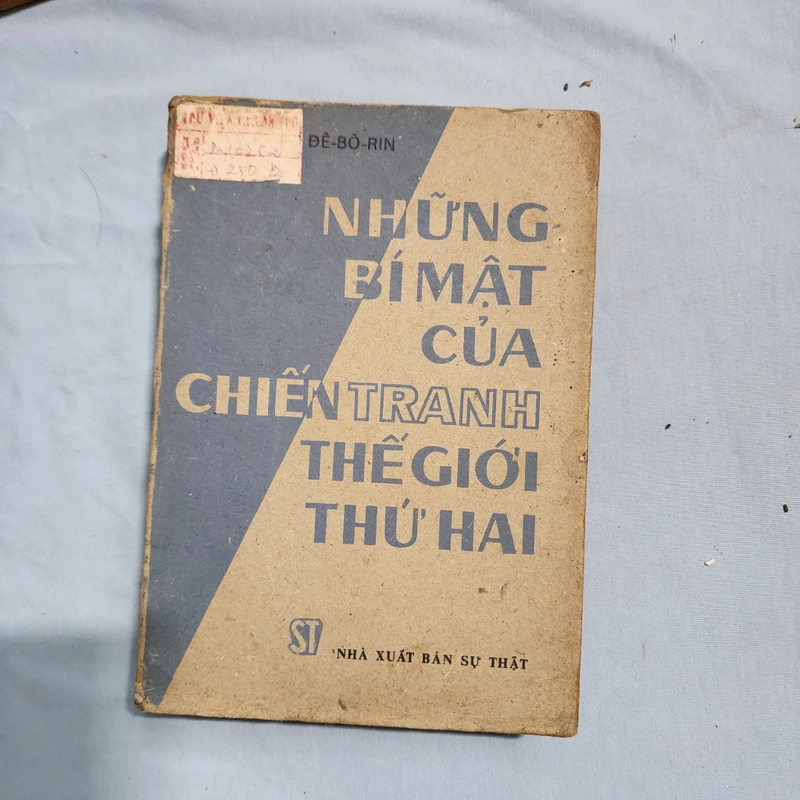 ĐÊ-BÔ-RIN
NHỮNG
BÍ MẬT
CỦA
CHIẾN TRANH
THẾ GIỚI
THỨ HAI
ST
NHÀ XUẤT BẢN SỰ THẬT